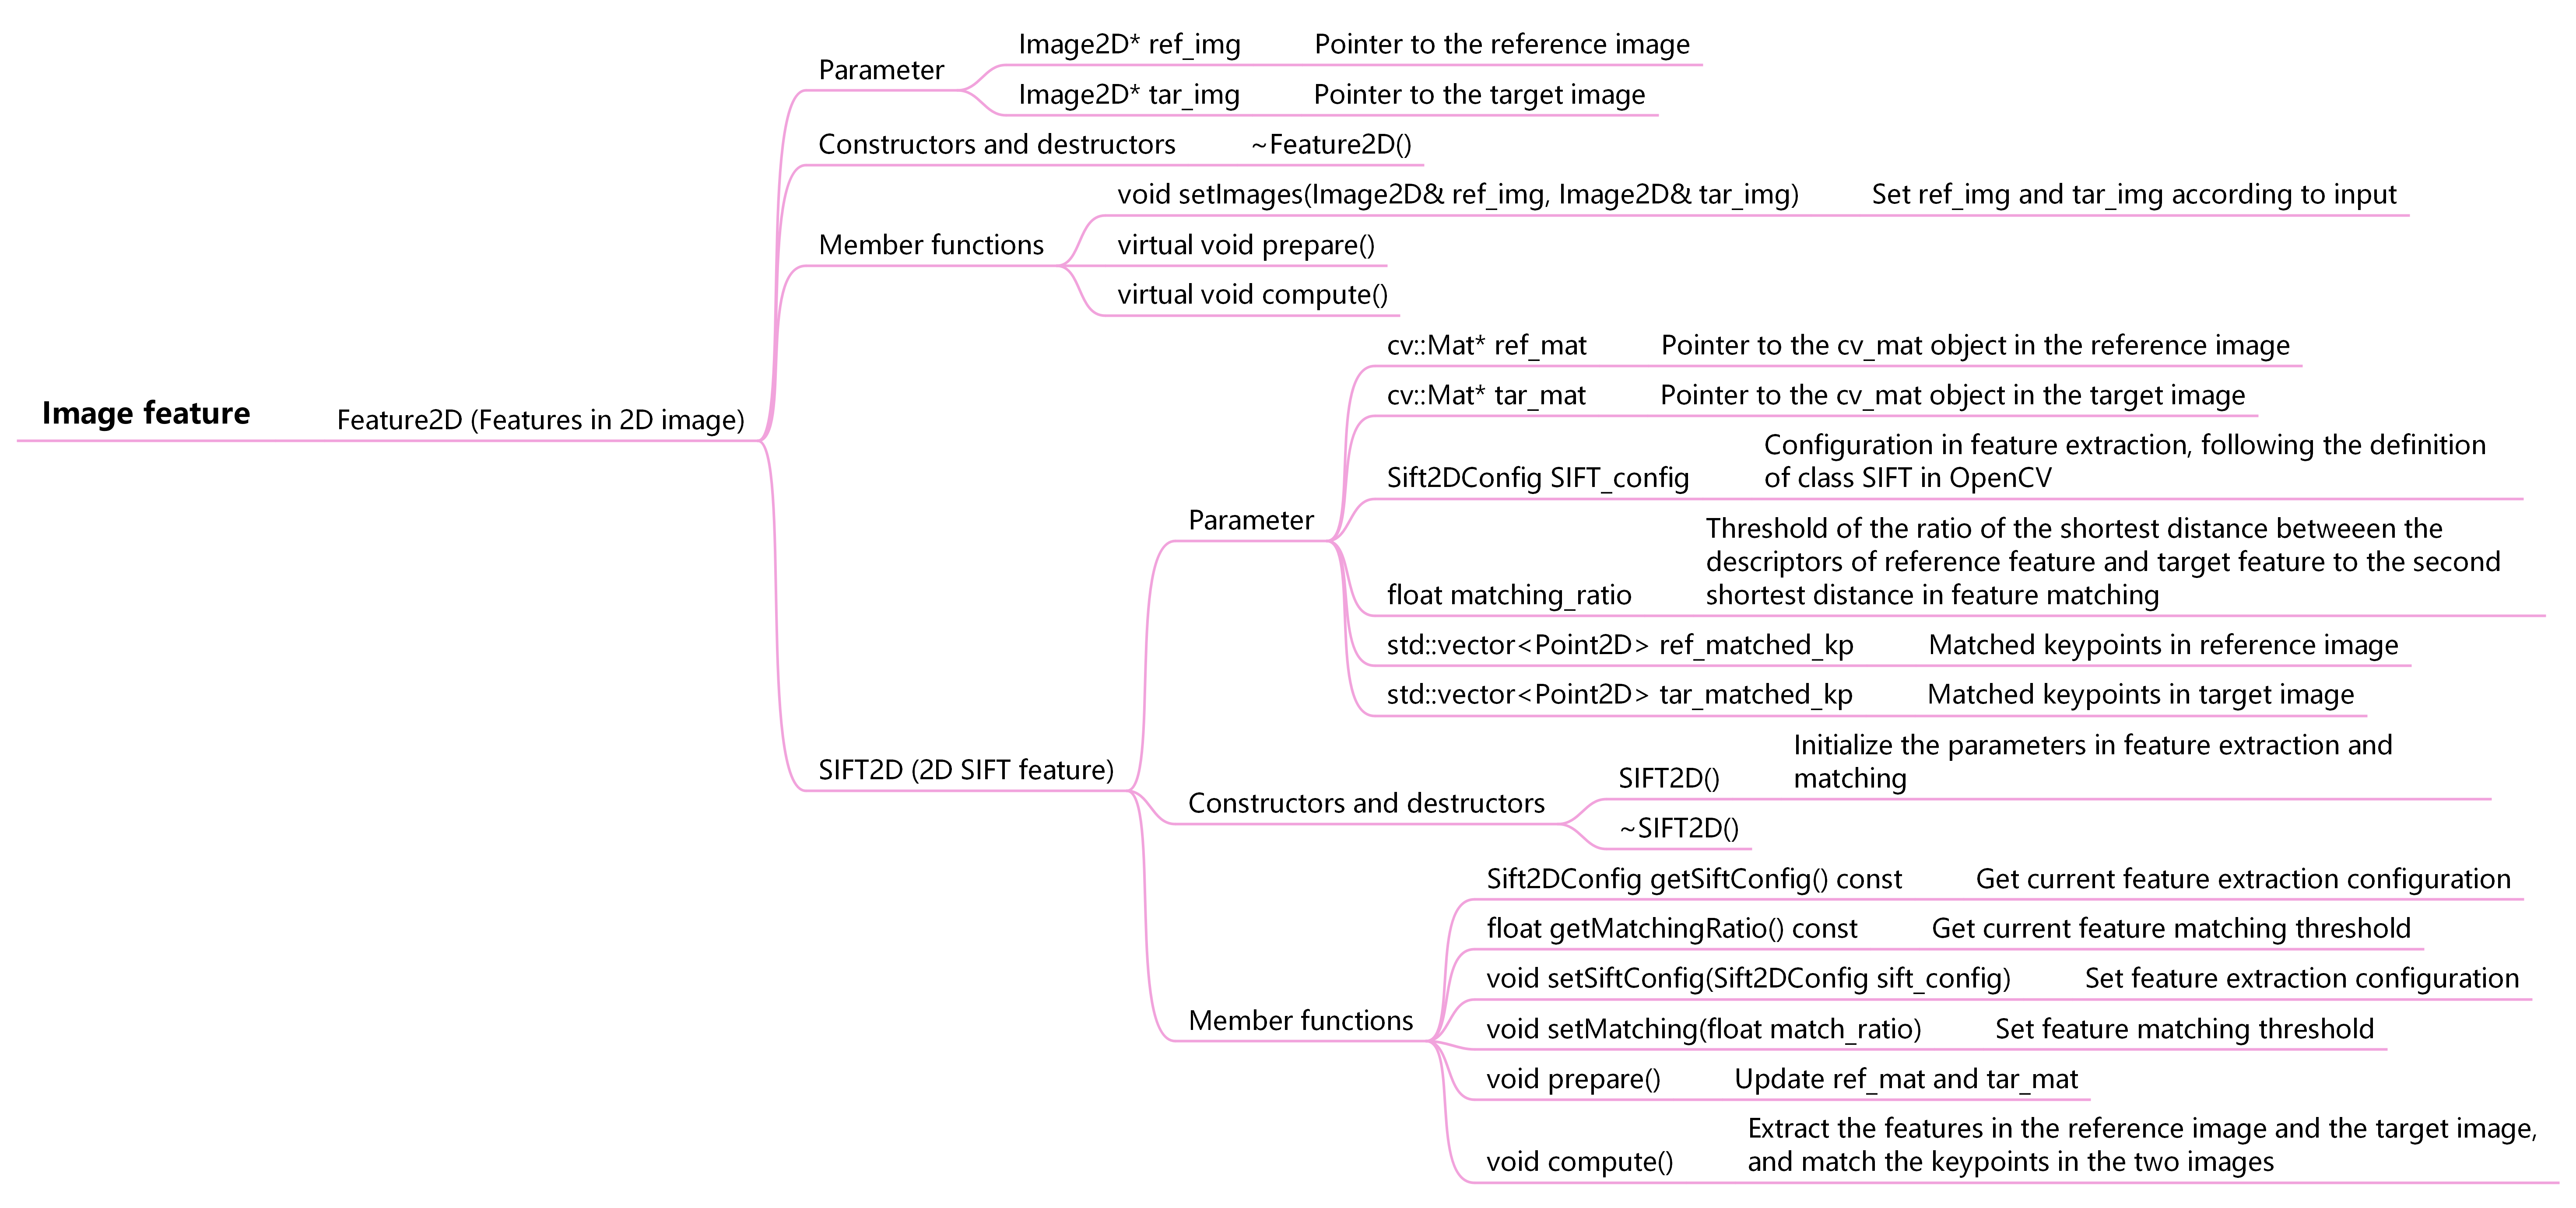 Image feature
Feature2D (Features in 2D image)
Parameter
Image2D* ref_img
Pointer to the reference image
Image2D* tar_img
Pointer to the target image
Constructors and destructors
~Feature2D()
Member functions
void setImages(Image2D& ref_img, Image2D& tar_img)
Set ref_img and tar_img according to input
virtual void prepare()
virtual void compute()
SIFT2D (2D SIFT feature)
Parameter
cv::Mat* ref_mat
Pointer to the cv_mat object in the reference image
cv::Mat* tar_mat
Pointer to the cv_mat object in the target image
Sift2DConfig SIFT_config
Configuration in feature extraction, following the definition
of class SIFT in OpenCV
float matching_ratio
Threshold of the ratio of the shortest distance betweeen the
descriptors of reference feature and target feature to the second
shortest distance in feature matching
std::vector<Point2D> ref_matched_kp
Matched keypoints in reference image
std::vector<Point2D> tar_matched_kp
Matched keypoints in target image
Constructors and destructors
SIFT2D()
Initialize the parameters in feature extraction and
matching
~SIFT2D()
Member functions
Sift2DConfig getSiftConfig() const
Get current feature extraction configuration
float getMatchingRatio() const
Get current feature matching threshold
void setSiftConfig(Sift2DConfig sift_config)
Set feature extraction configuration
void setMatching(float match_ratio)
Set feature matching threshold
void prepare()
Update ref_mat and tar_mat
void compute()
Extract the features in the reference image and the target image,
and match the keypoints in the two images